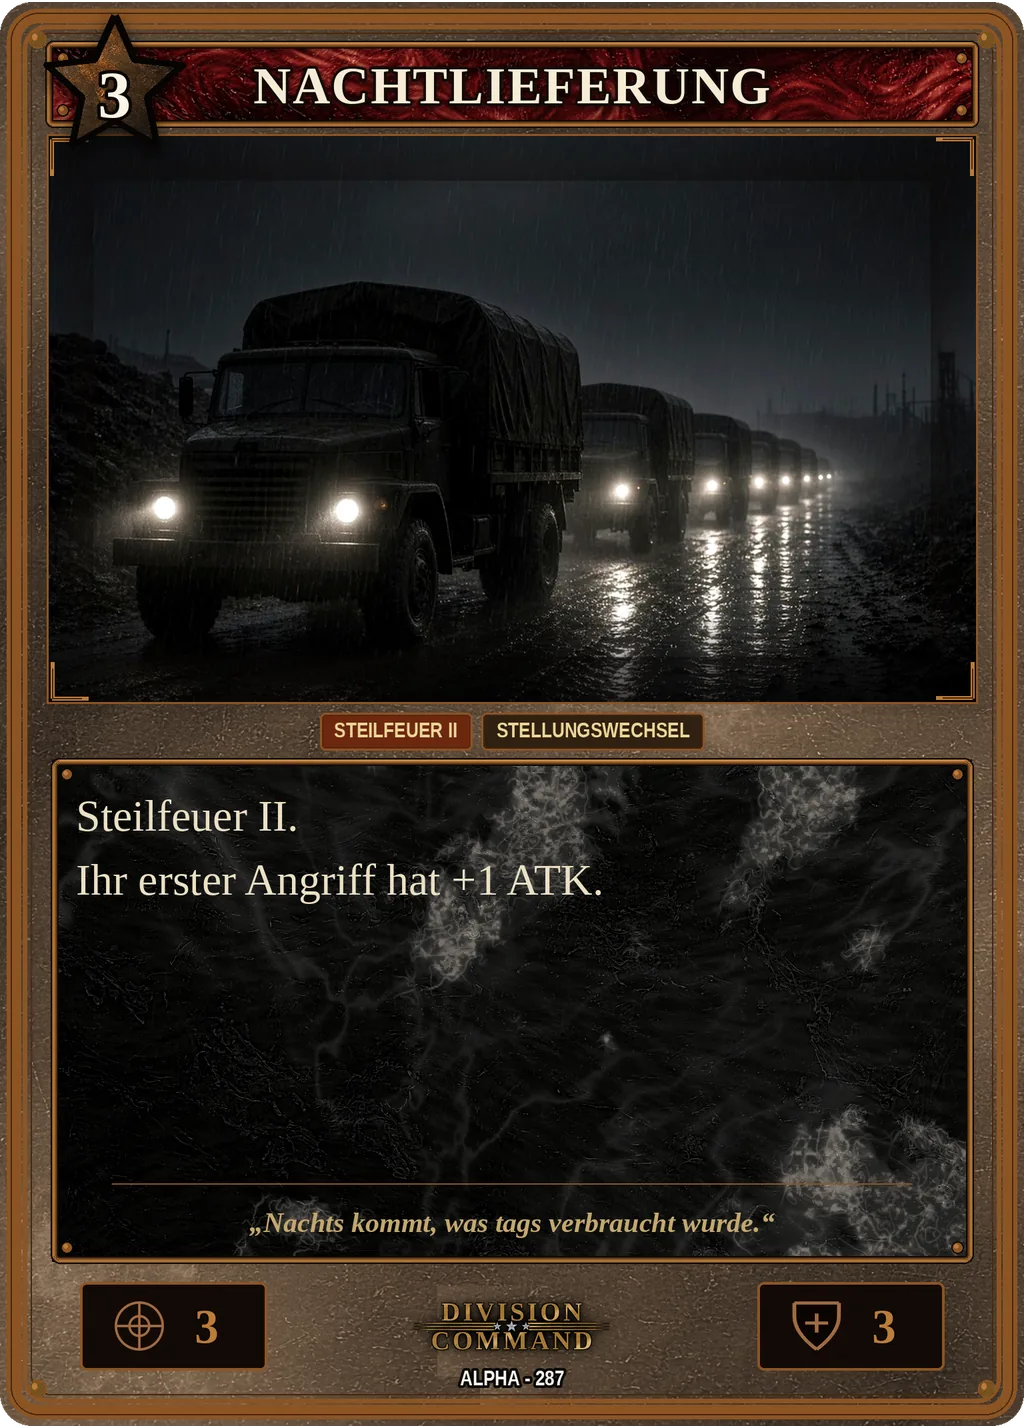 3
NACHTLIEFERUNG
STEILFEUER II
STELLUNGSWECHSEL
Steilfeuer II.
Ihr erster Angriff hat +1 ATK.
„Nachts kommt, was tags verbraucht wurde.“
3
DIVISION
COMMAND
ALPHA - 287
3